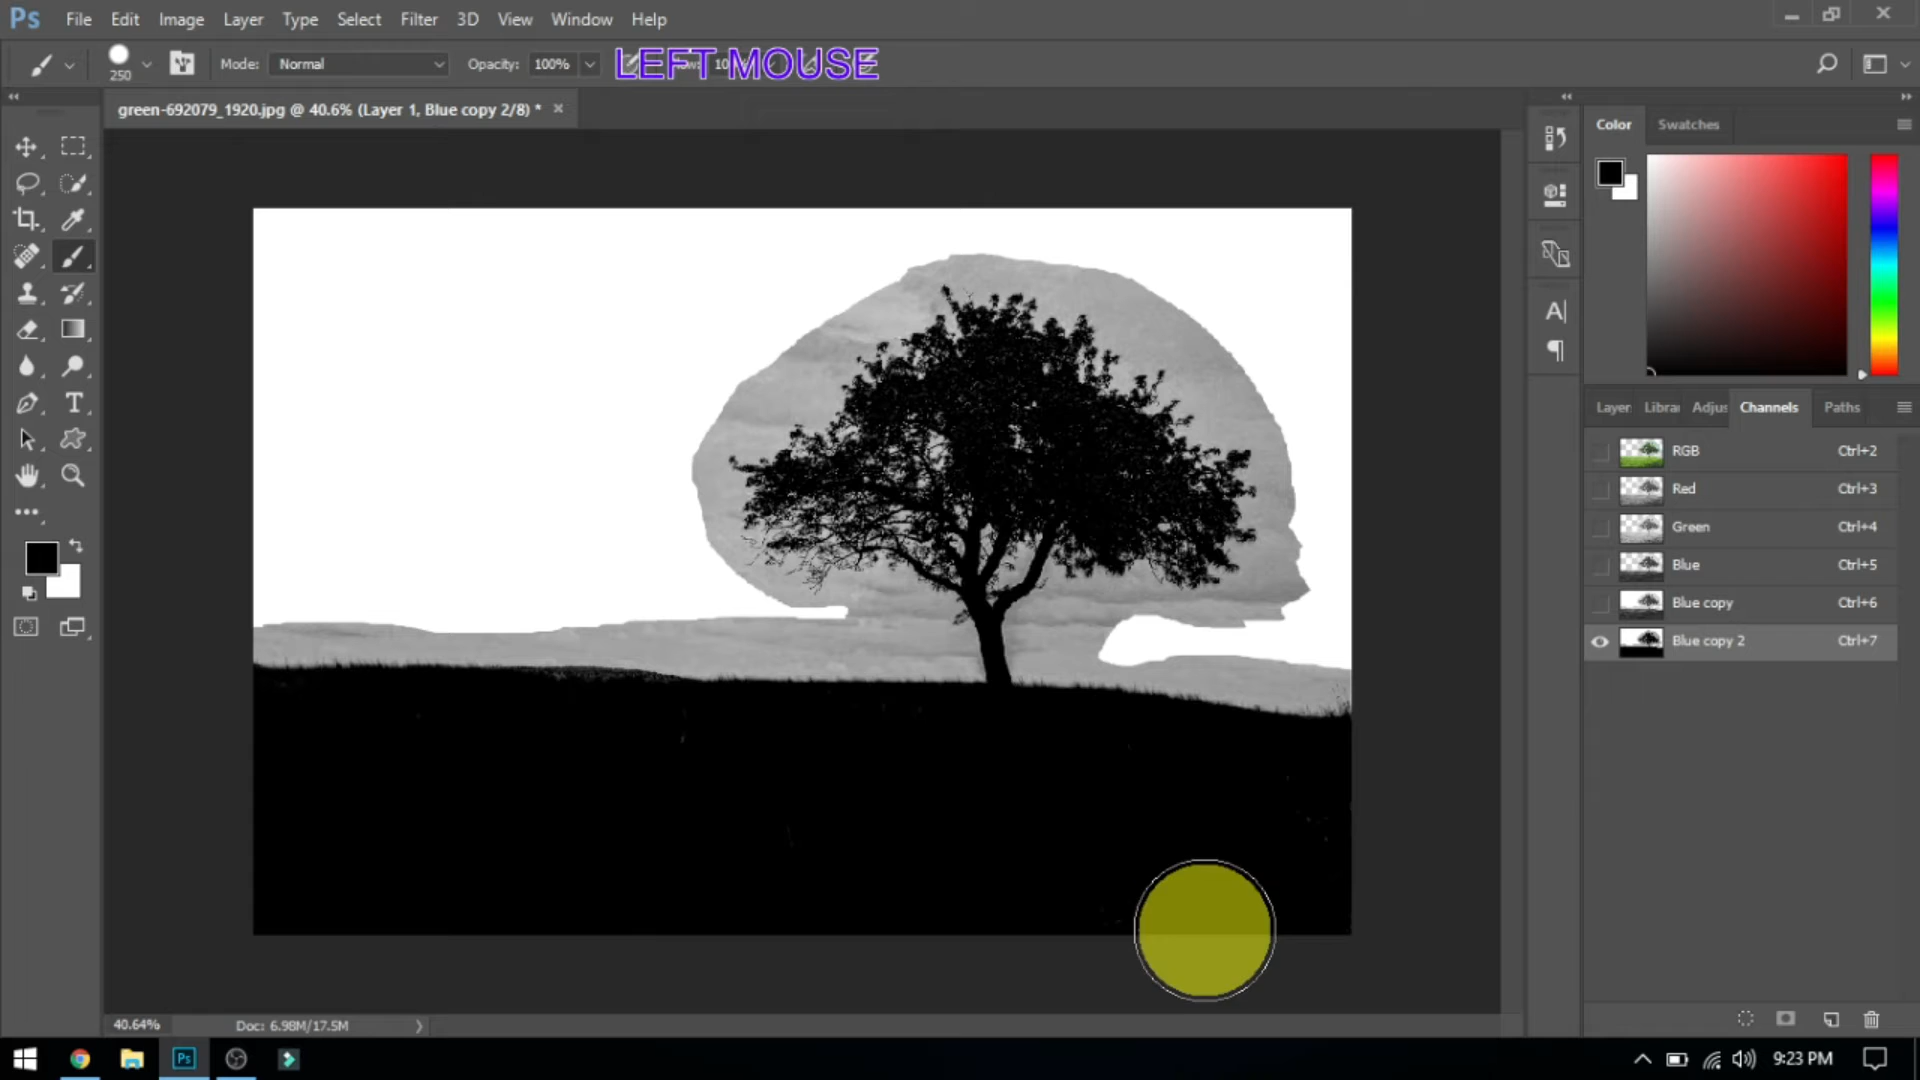 Ps File Edit Image Layer Type Select Filter 3D View Window Help
250 Mode: Normal Opacity: 100% LEFT MOUSE
green-692079_1920.jpg @ 40.6% (Layer 1, Blue copy 2/8) * ×
Color Swatches
A|
¶
T
Layer Librar Adjus Channels Paths
RGB Ctrl+2
Red Ctrl+3
Green Ctrl+4
Blue Ctrl+5
Blue copy Ctrl+6
Blue copy 2 Ctrl+7
40.64% Doc: 6.98M/17.5M
Ps 9:23 PM